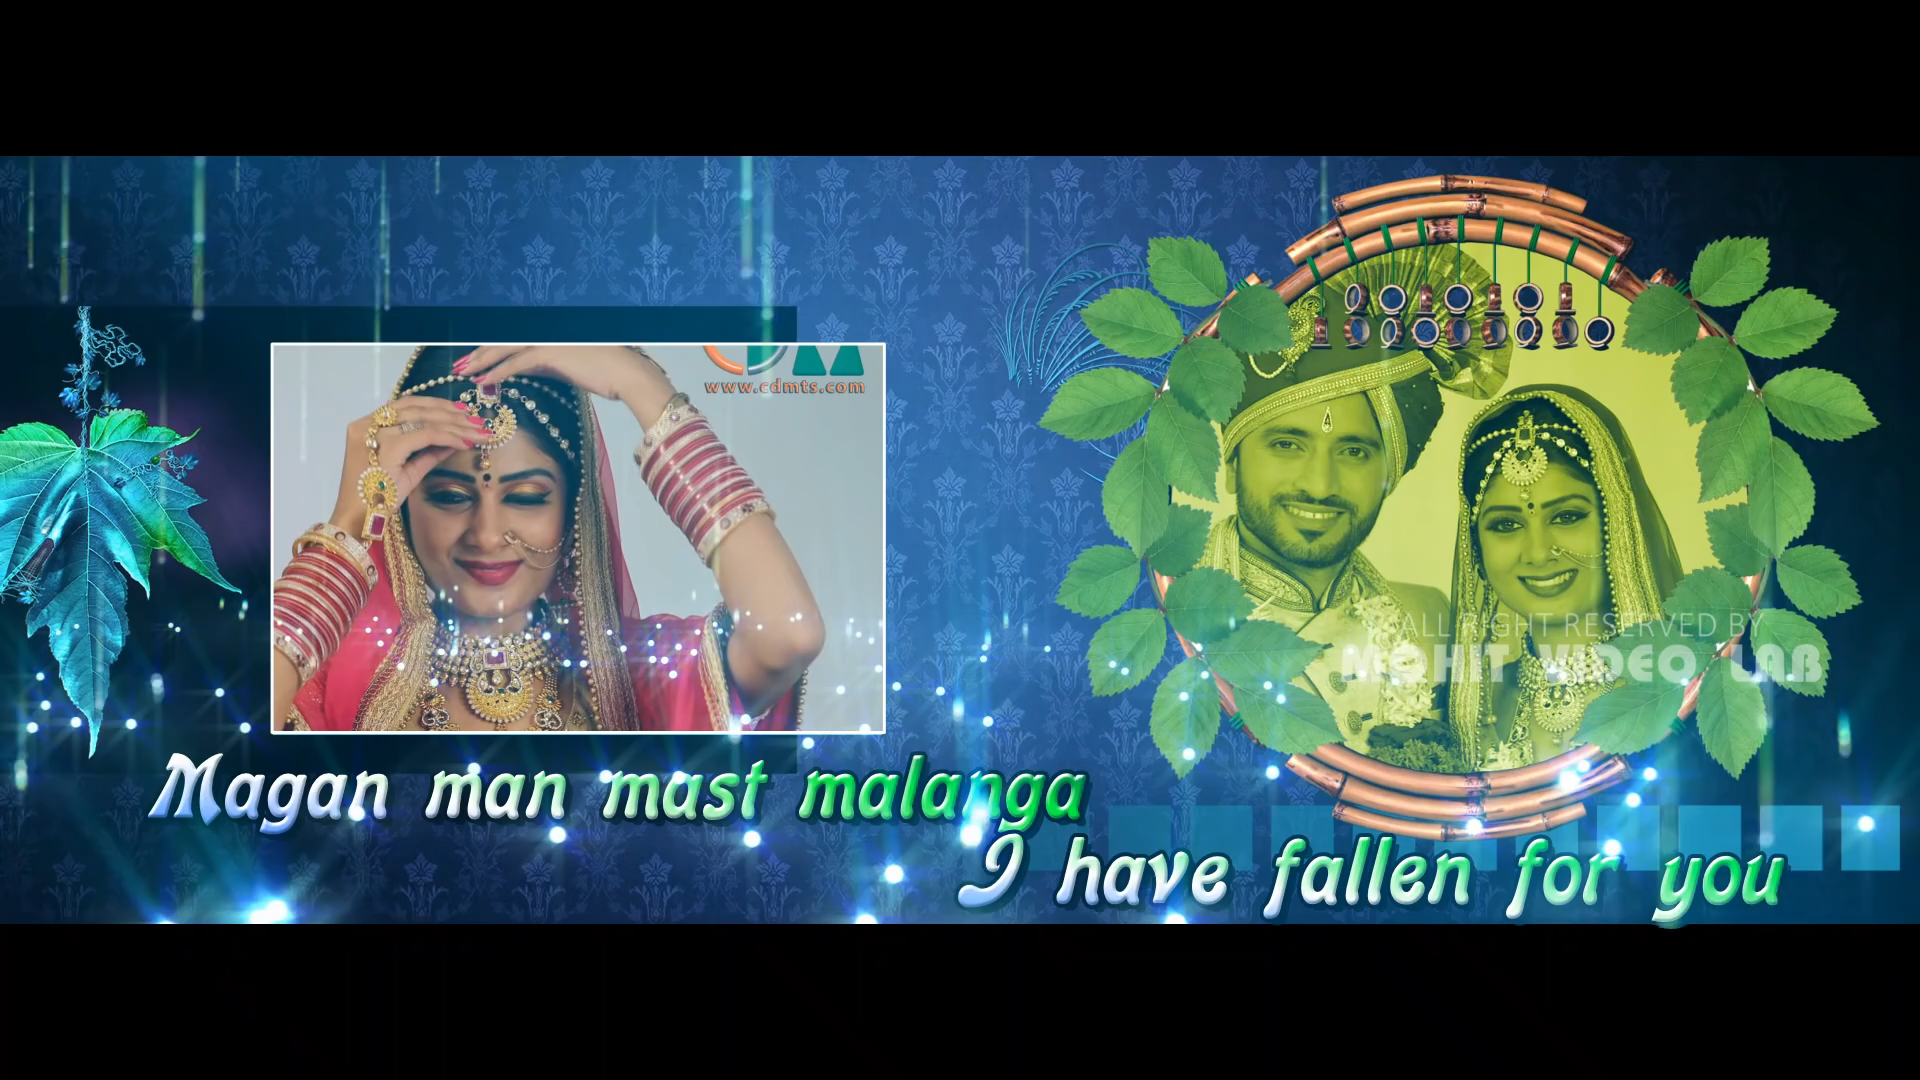 www.cdmts.com
ALL RIGHT RESERVED BY
MOHIT VIDEO LAB
Magan man mast malanga
I have fallen for you